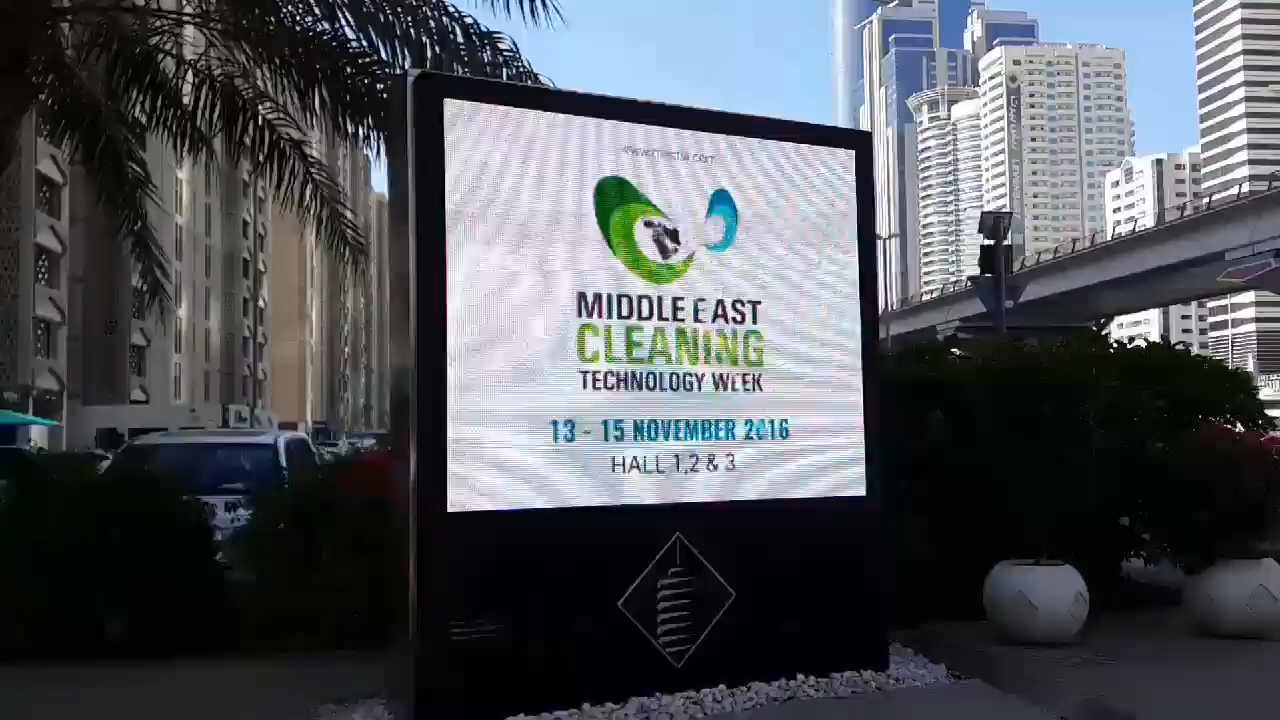 MIDDLE EAST
CLEANING
TECHNOLOGY WEEK
13 - 15 NOVEMBER 2016
HALL 1,2 & 3